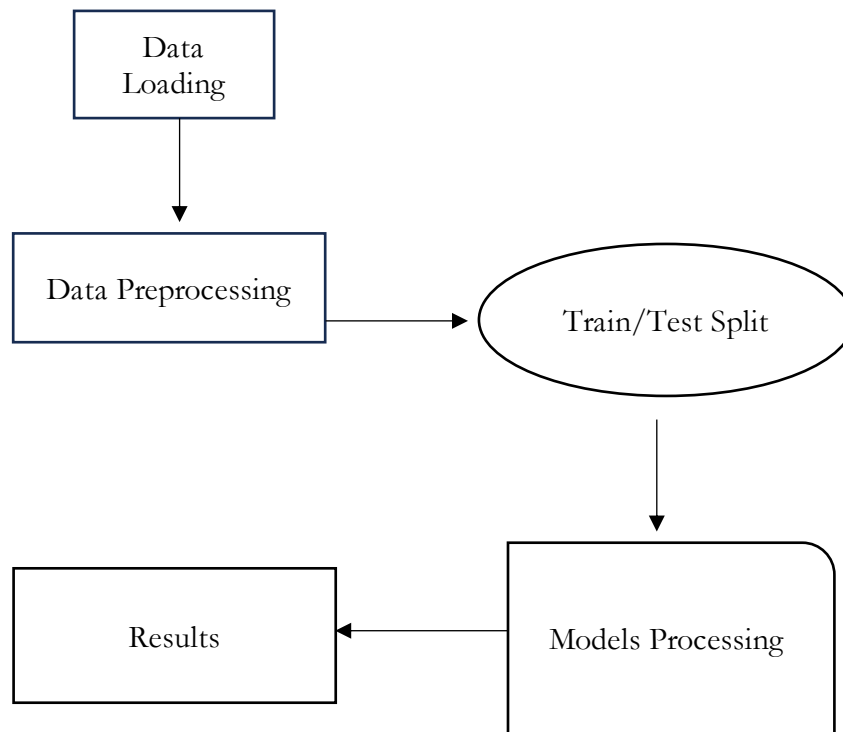 Data
Loading
Data Preprocessing
Train/Test Split
Models Processing
Results